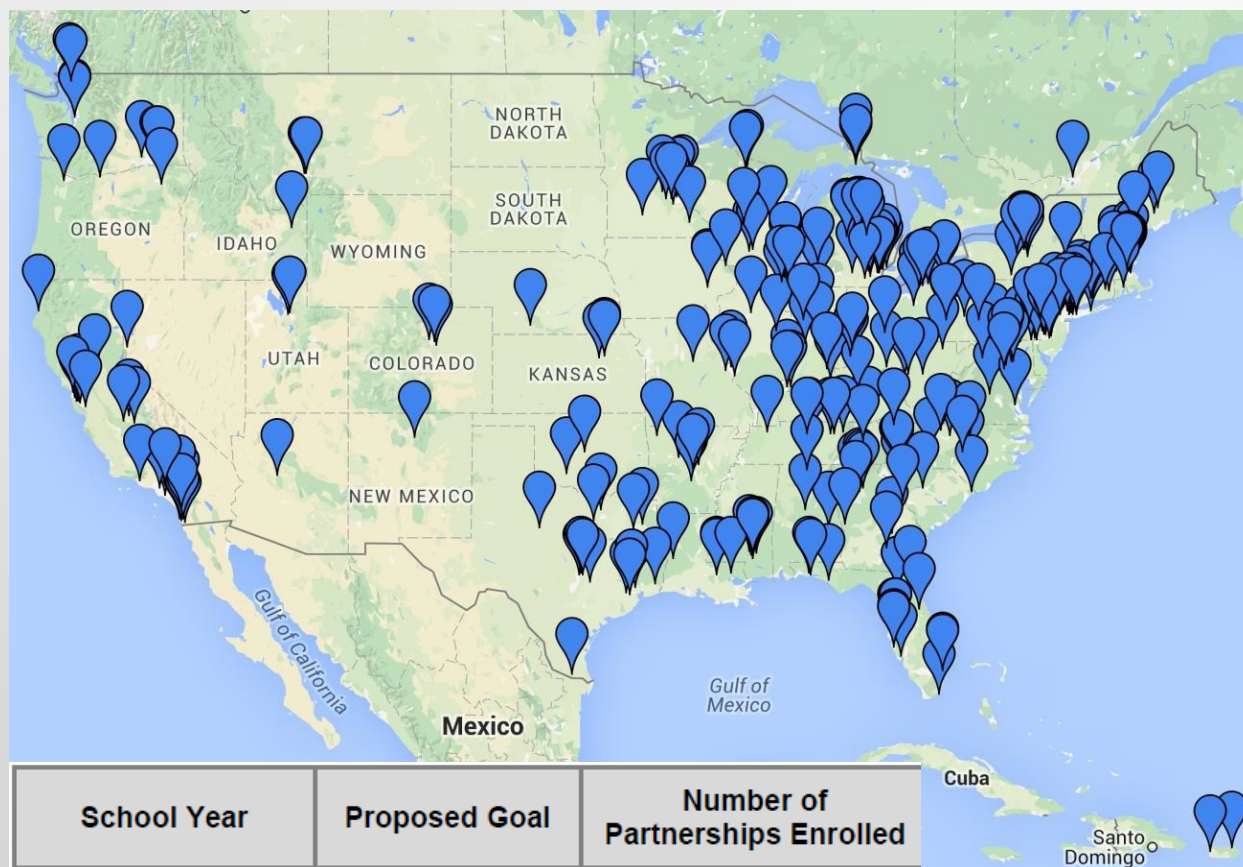 NORTH
DAKOTA
SOUTH
DAKOTA
OREGON
IDAHO
WYOMING
UTAH
COLORADO
KANSAS
NEW MEXICO
Gulf of California
Gulf of
Mexico
Mexico
Cuba
Santo
Domingo
School Year
Proposed Goal
Number of
Partnerships Enrolled